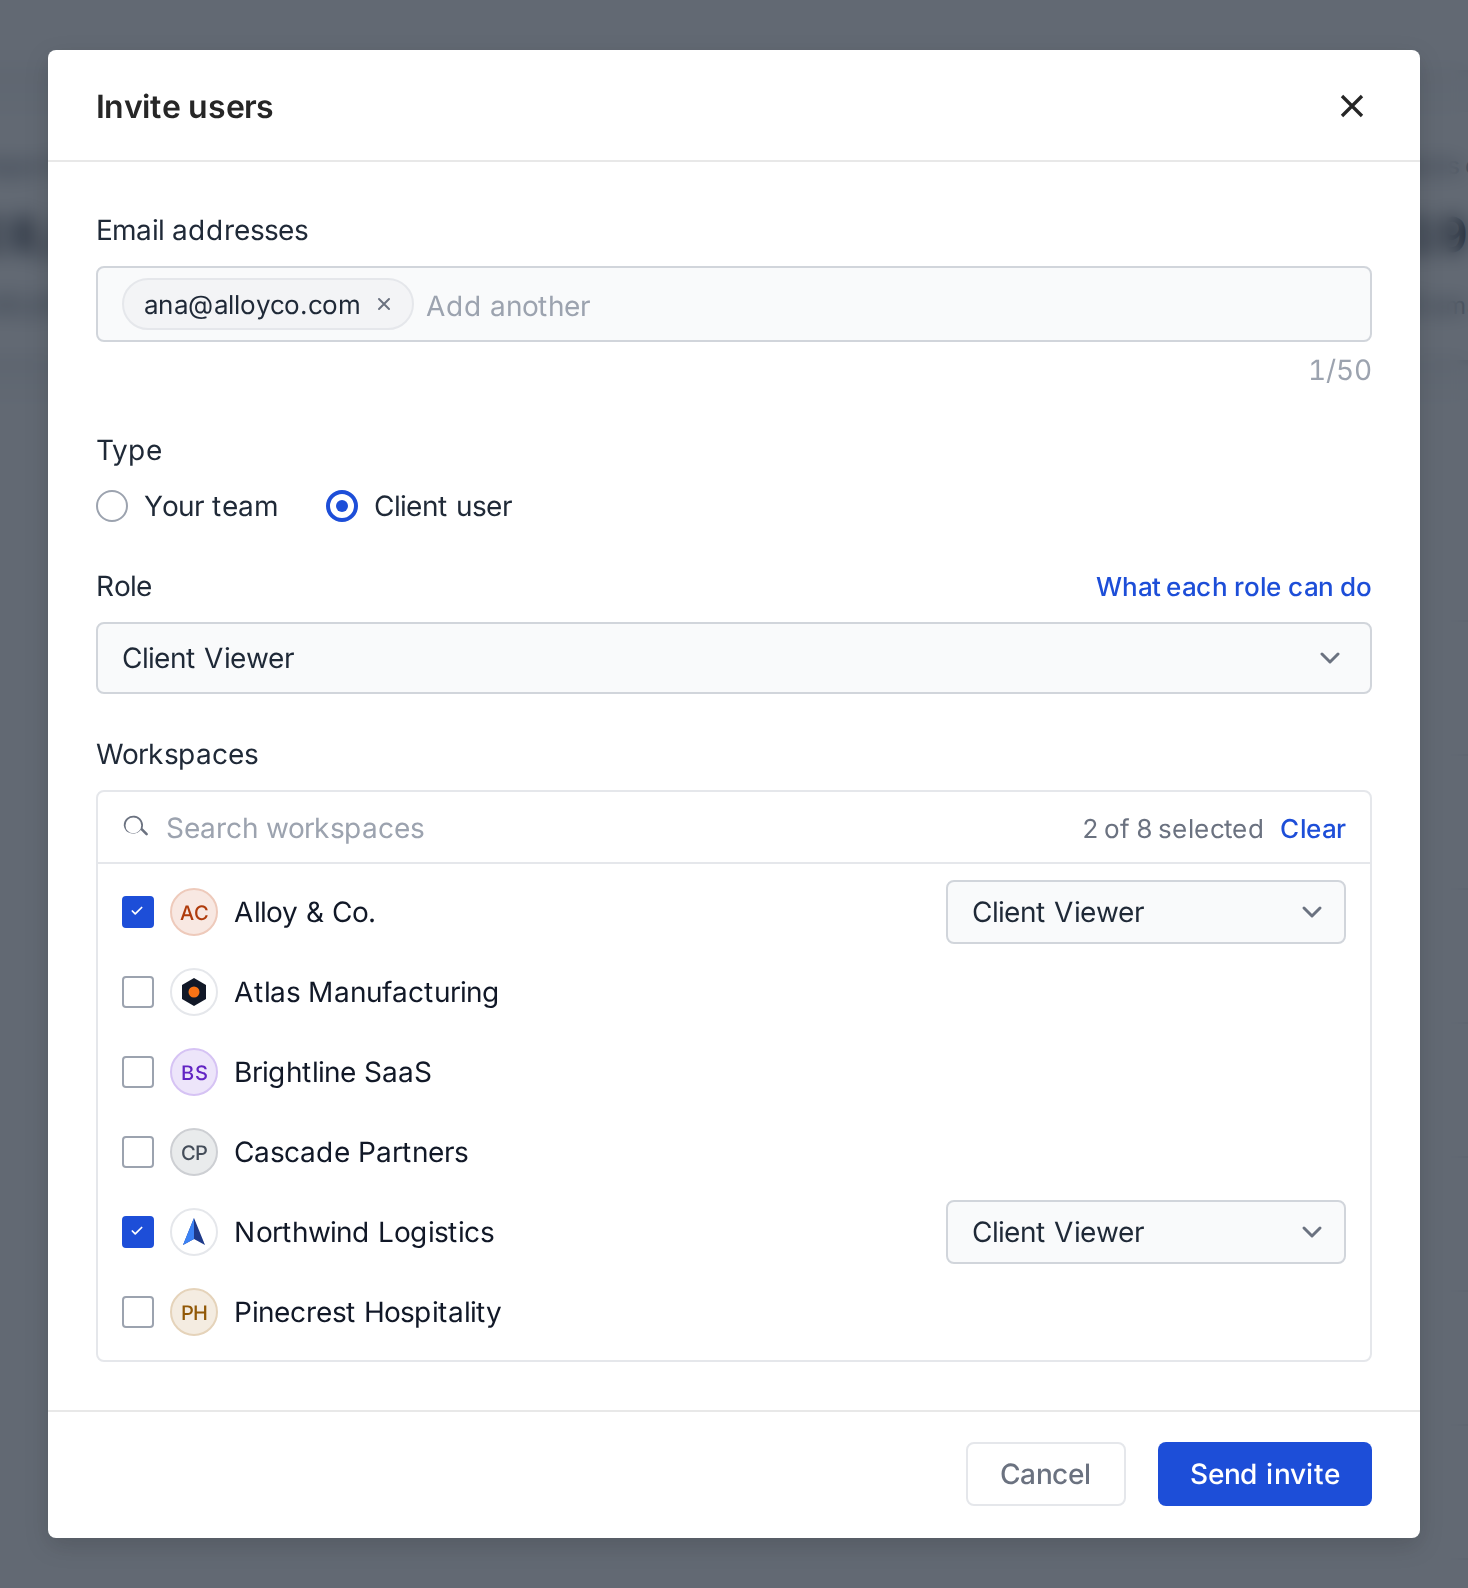 Invite users
Email addresses
ana@alloyco.com Add another
1/50
Type
Your team Client user
Role What each role can do
Client Viewer
Workspaces
Search workspaces 2 of 8 selected Clear
AC Alloy & Co. Client Viewer
Atlas Manufacturing
BS Brightline SaaS
CP Cascade Partners
Northwind Logistics Client Viewer
PH Pinecrest Hospitality
Cancel Send invite